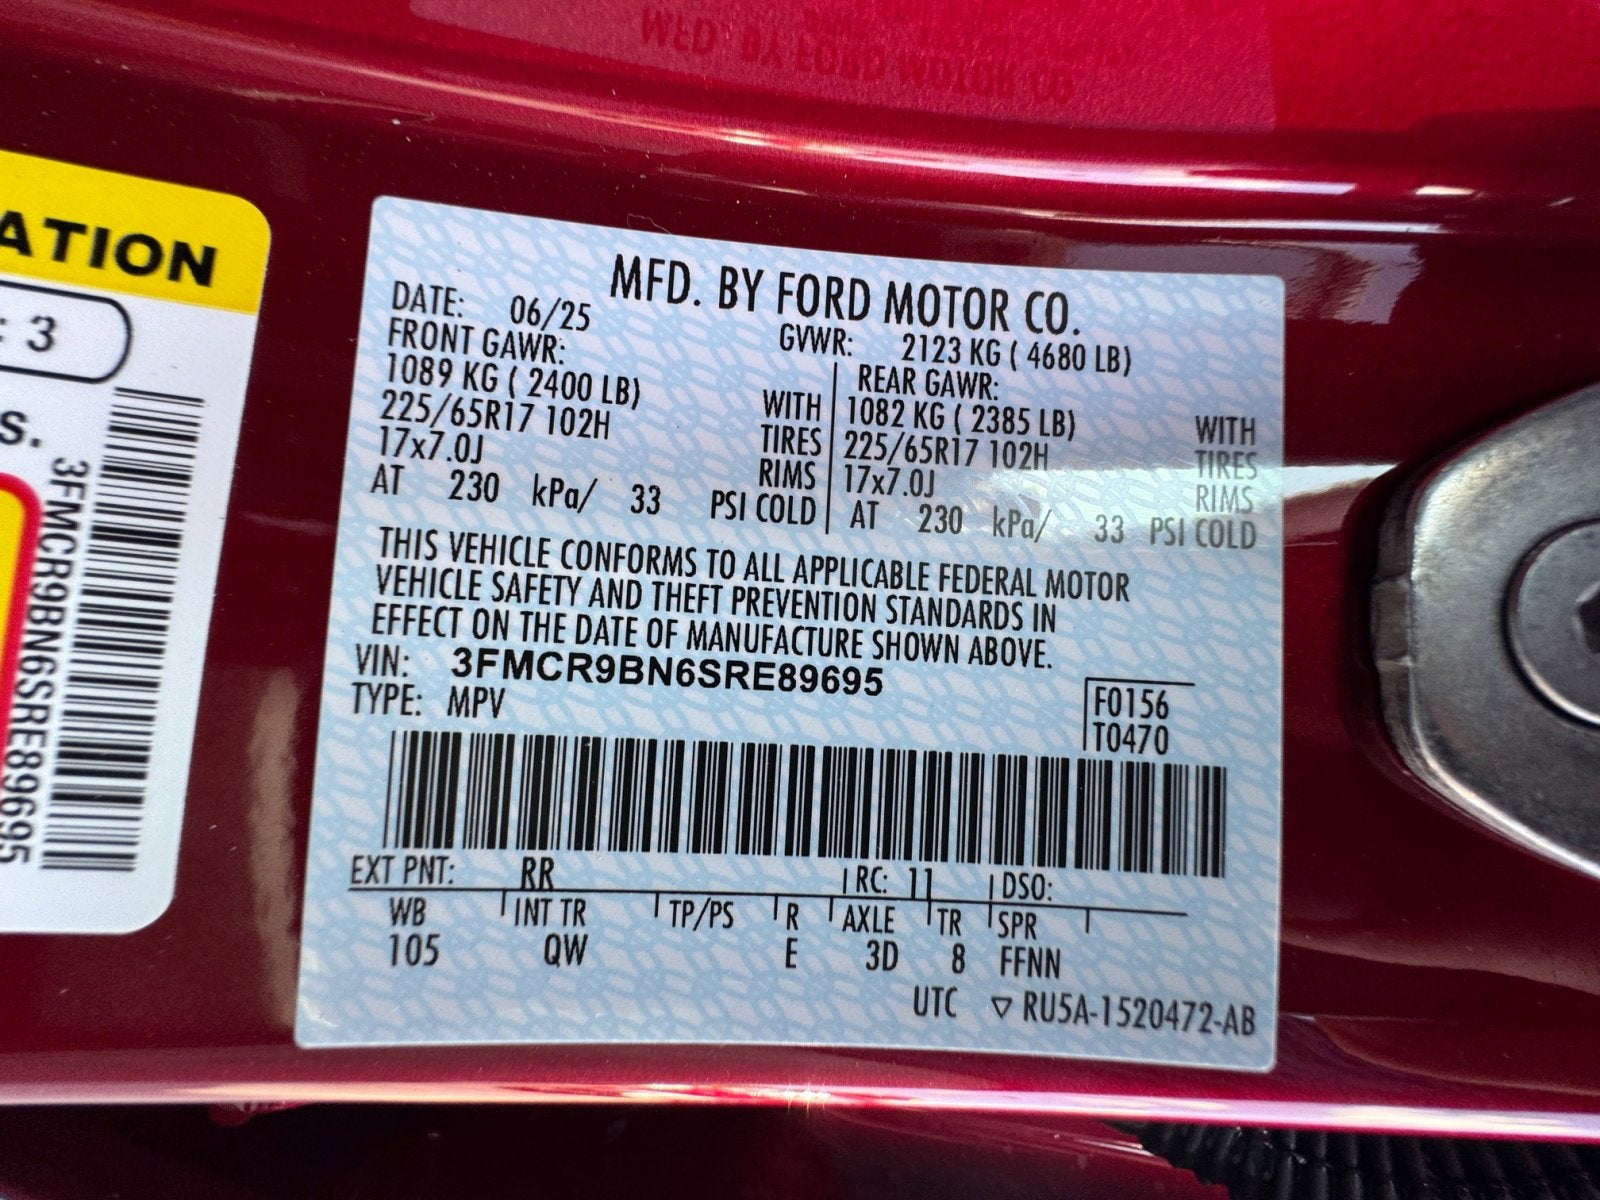 ATION
: 3
S.
3FMCR9BN6SRE89695
MFD. BY FORD MOTOR CO.
MFD. BY FORD MOTOR CO.
DATE: 06/25 GVWR: 2123 KG ( 4680 LB)
FRONT GAWR: REAR GAWR:
1089 KG ( 2400 LB) WITH 1082 KG ( 2385 LB) WITH
225/65R17 102H TIRES 225/65R17 102H TIRES
17x7.0J RIMS 17x7.0J RIMS
AT 230 kPa/ 33 PSI COLD AT 230 kPa/ 33 PSI COLD
THIS VEHICLE CONFORMS TO ALL APPLICABLE FEDERAL MOTOR
VEHICLE SAFETY AND THEFT PREVENTION STANDARDS IN
EFFECT ON THE DATE OF MANUFACTURE SHOWN ABOVE.
VIN: 3FMCR9BN6SRE89695
TYPE: MPV
F0156
T0470
EXT PNT: RR RC: 11 DSO:
WB INT TR TP/PS R AXLE TR SPR
105 QW E 3D 8 FFNN
UTC ▽ RU5A-1520472-AB